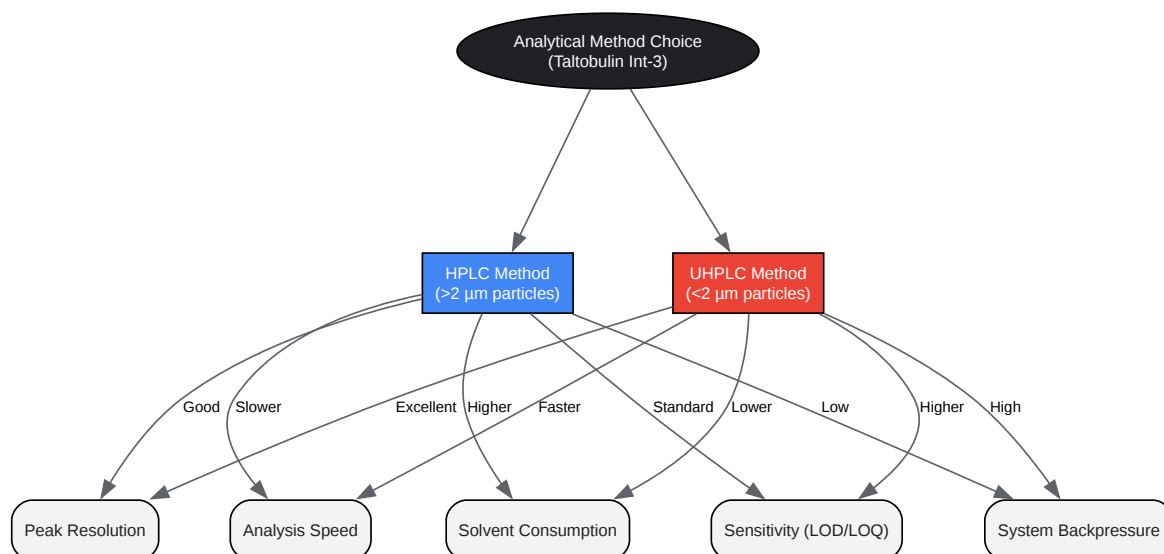 Analytical Method Choice
(Taltobulin Int-3)
HPLC Method
(>2 µm particles)
UHPLC Method
(<2 µm particles)
Good
Slower
Excellent
Higher
Faster
Standard
Lower
Low
Higher
High
Peak Resolution
Analysis Speed
Solvent Consumption
Sensitivity (LOD/LOQ)
System Backpressure